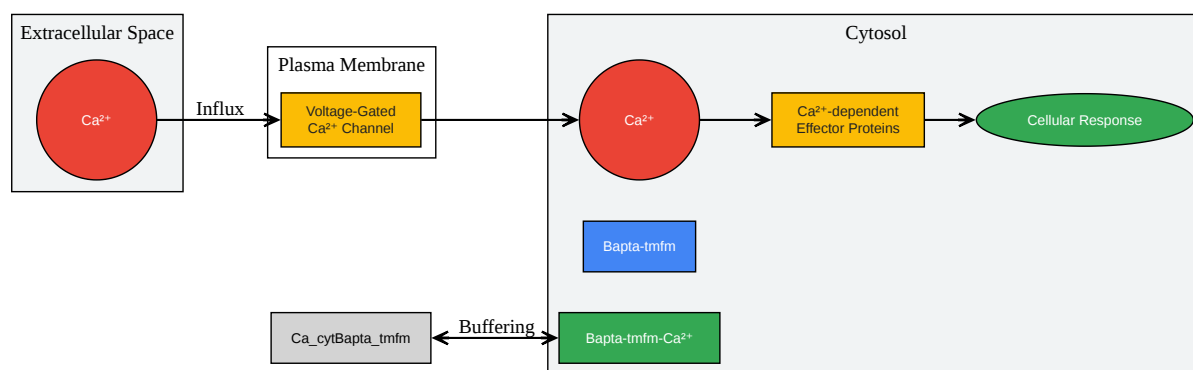 Extracellular Space
Ca²⁺
Influx
Plasma Membrane
Voltage-Gated
Ca²⁺ Channel
Cytosol
Ca²⁺
Ca²⁺-dependent
Effector Proteins
Cellular Response
Bapta-tmfm
Ca_cytBapta_tmfm
Buffering
Bapta-tmfm-Ca²⁺